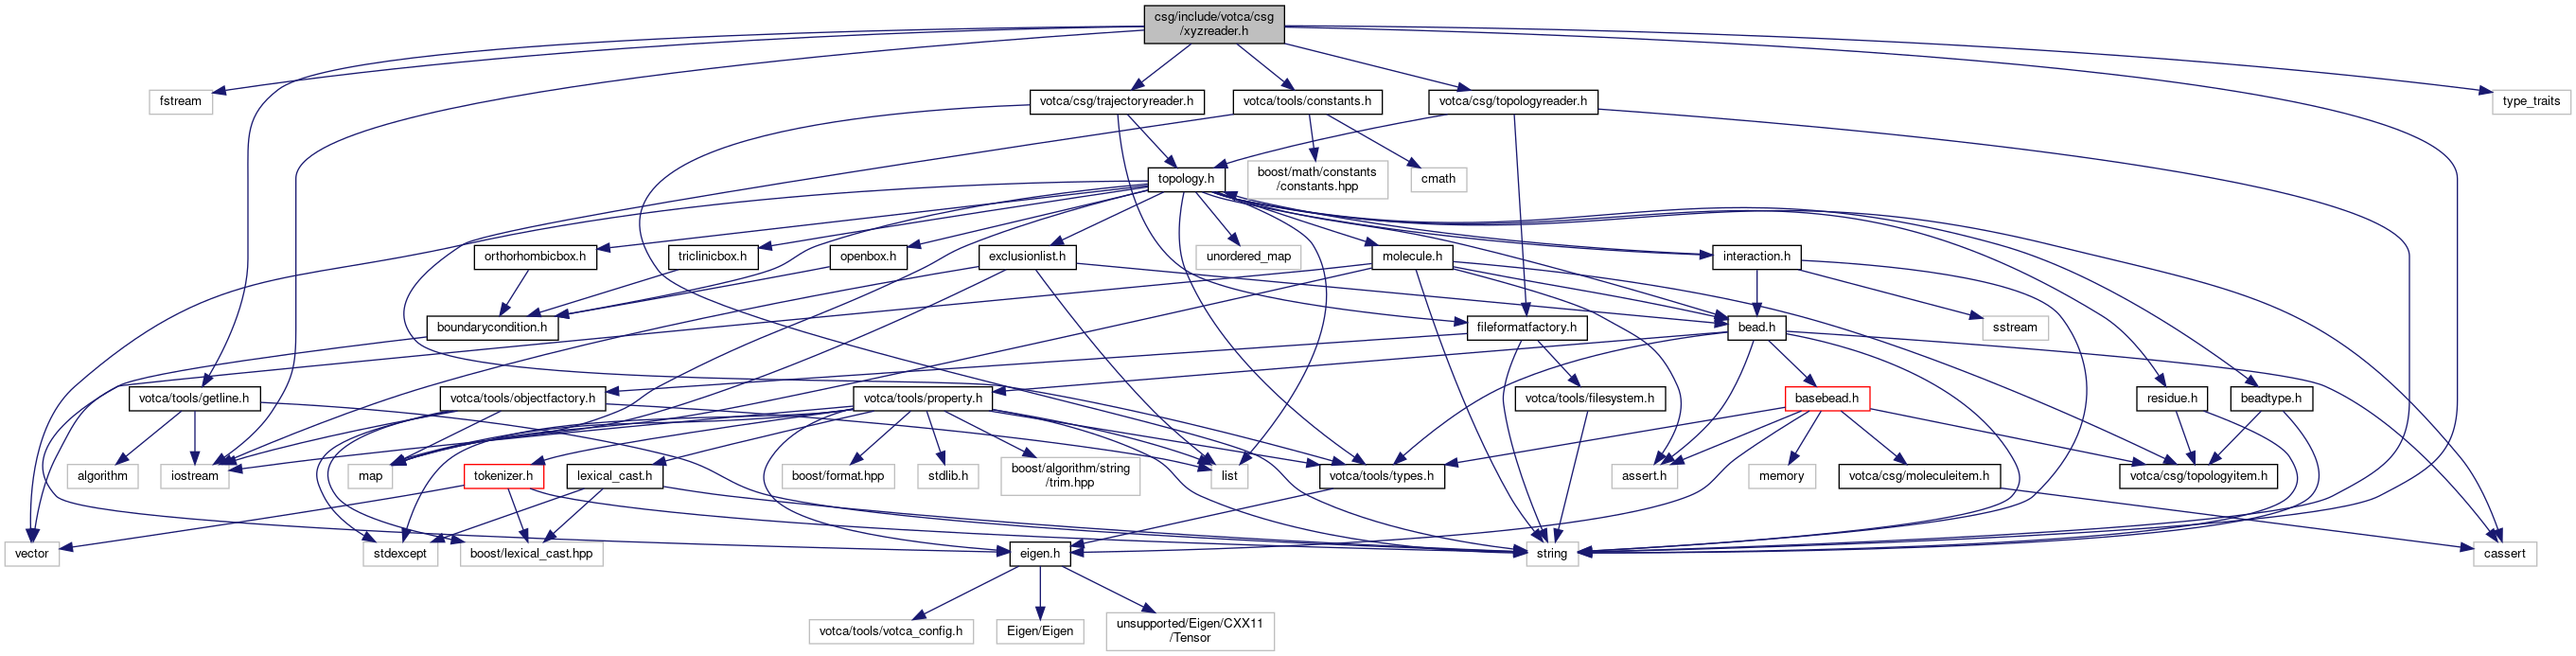 csg/include/votca/csg
/xyzreader.h
fstream
votca/csg/trajectoryreader.h
votca/tools/constants.h
votca/csg/topologyreader.h
type_traits
topology.h
boost/math/constants
/constants.hpp
cmath
orthorhombicbox.h
triclinicbox.h
openbox.h
exclusionlist.h
unordered_map
molecule.h
interaction.h
boundarycondition.h
fileformatfactory.h
bead.h
sstream
votca/tools/getline.h
votca/tools/objectfactory.h
votca/tools/property.h
votca/tools/filesystem.h
basebead.h
residue.h
beadtype.h
algorithm
iostream
map
tokenizer.h
lexical_cast.h
boost/format.hpp
stdlib.h
boost/algorithm/string
/trim.hpp
list
votca/tools/types.h
assert.h
memory
votca/csg/moleculeitem.h
votca/csg/topologyitem.h
vector
stdexcept
boost/lexical_cast.hpp
eigen.h
string
cassert
votca/tools/votca_config.h
Eigen/Eigen
unsupported/Eigen/CXX11
/Tensor